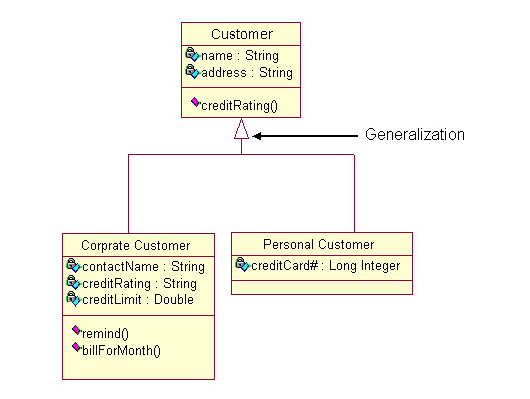 Customer
name : String
address : String
creditRating()
Generalization
Corprate Customer
contactName : String
creditRating : String
creditLimit : Double
remind()
billForMonth()
Personal Customer
creditCard# : Long Integer